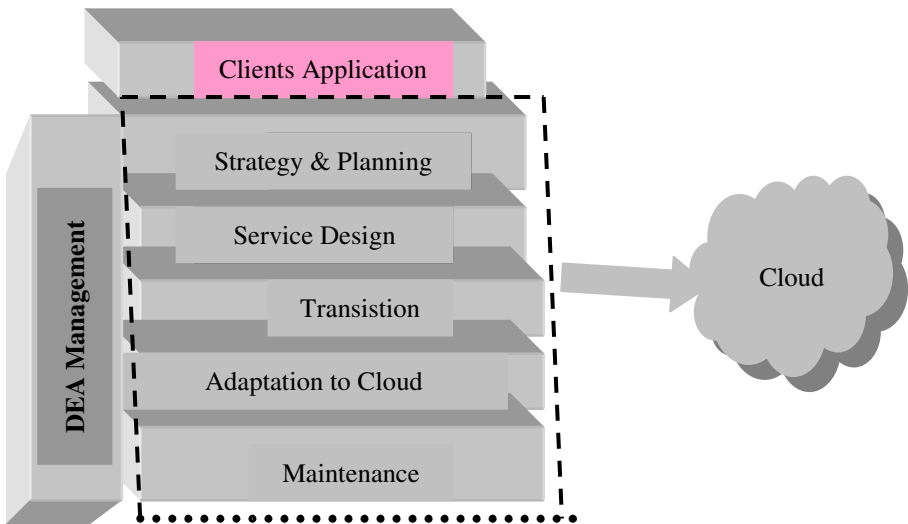 Clients Application
Strategy & Planning
Service Design
Transistion
Adaptation to Cloud
Maintenance
DEA Management
Cloud